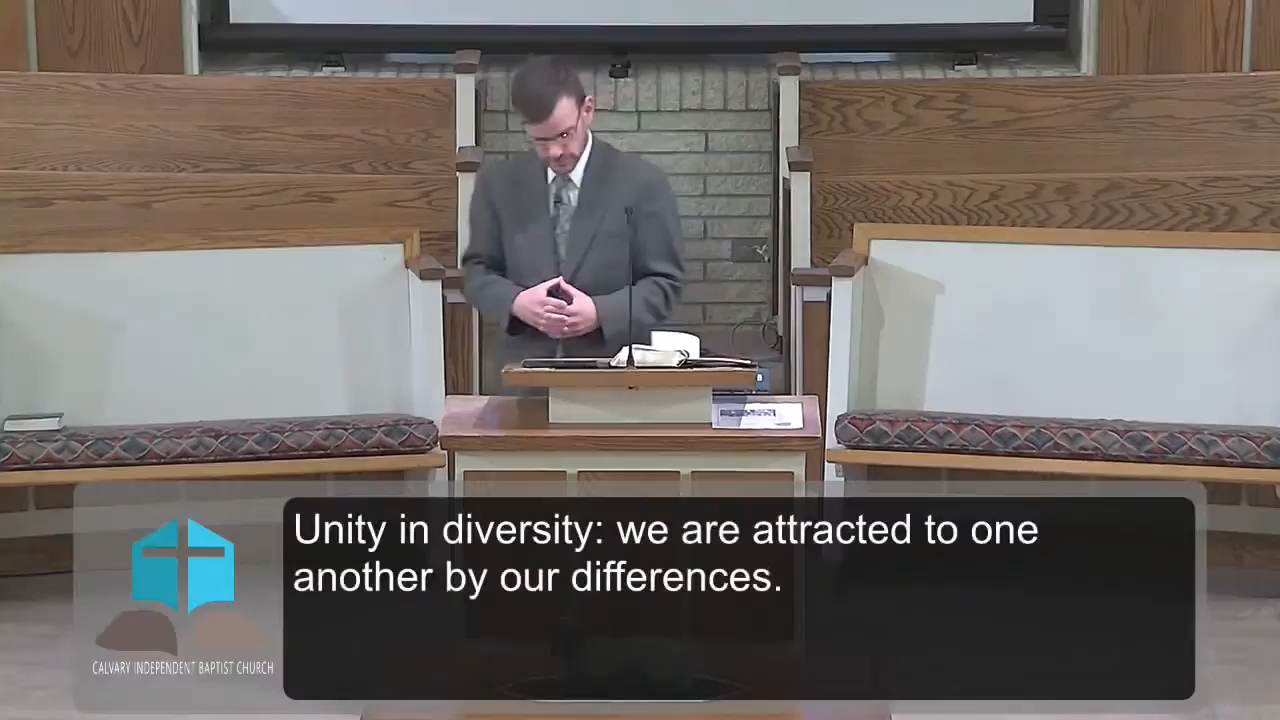 Unity in diversity: we are attracted to one
another by our differences.
CALVARY INDEPENDENT BAPTIST CHURCH